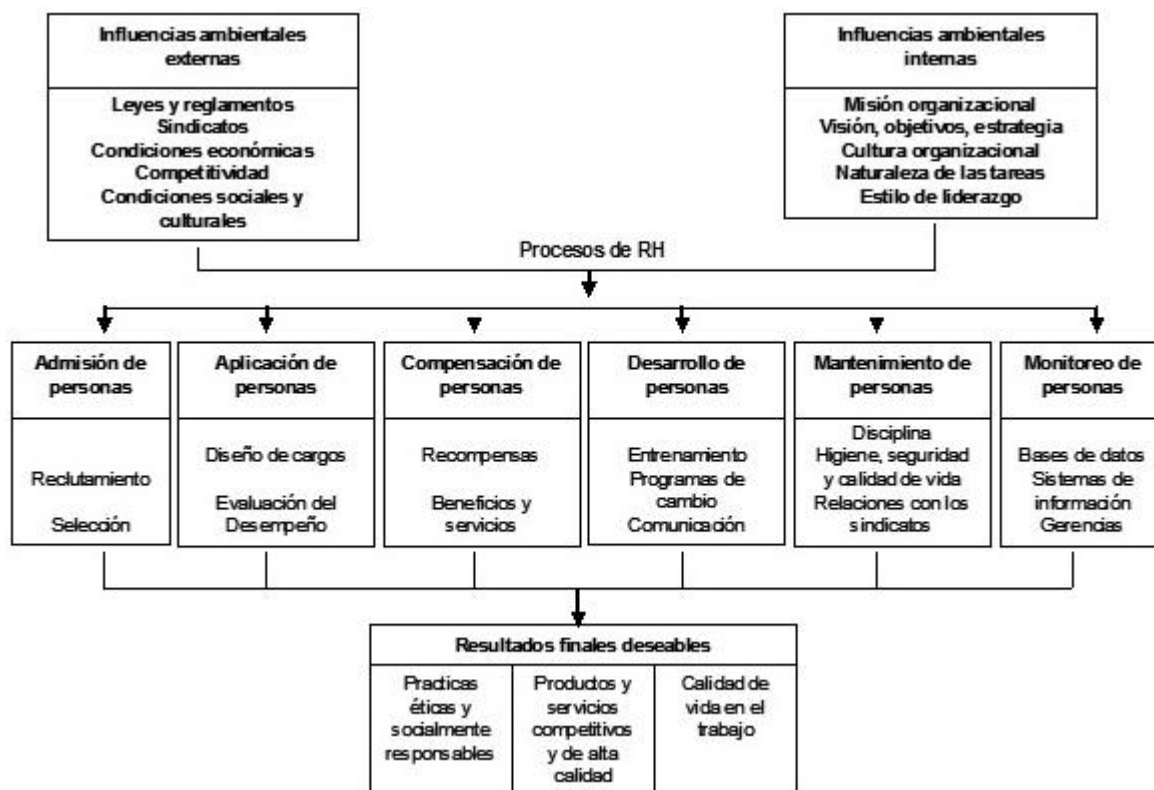 Influencias ambientales
externas
Leyes y reglamentos
Sindicatos
Condiciones económicas
Competitividad
Condiciones sociales y
culturales
Influencias ambientales
internas
Misión organizacional
Visión, objetivos, estrategia
Cultura organizacional
Naturaleza de las tareas
Estilo de liderazgo
Procesos de RH
Admisión de
personas
Reclutamiento
Selección
Aplicación de
personas
Diseño de cargos
Evaluación del
Desempeño
Compensación de
personas
Recompensas
Beneficios y
servicios
Desarrollo de
personas
Entrenamiento
Programas de
cambio
Comunicación
Mantenimiento de
personas
Disciplina
Higiene, seguridad
y calidad de vida
Relaciones con los
sindicatos
Monitoreo de
personas
Bases de datos
Sistemas de
información
Gerencias
Resultados finales deseables
Practicas
éticas y
socialmente
responsables
Productos y
servicios
competitivos
y de alta
calidad
Calidad de
vida en el
trabajo